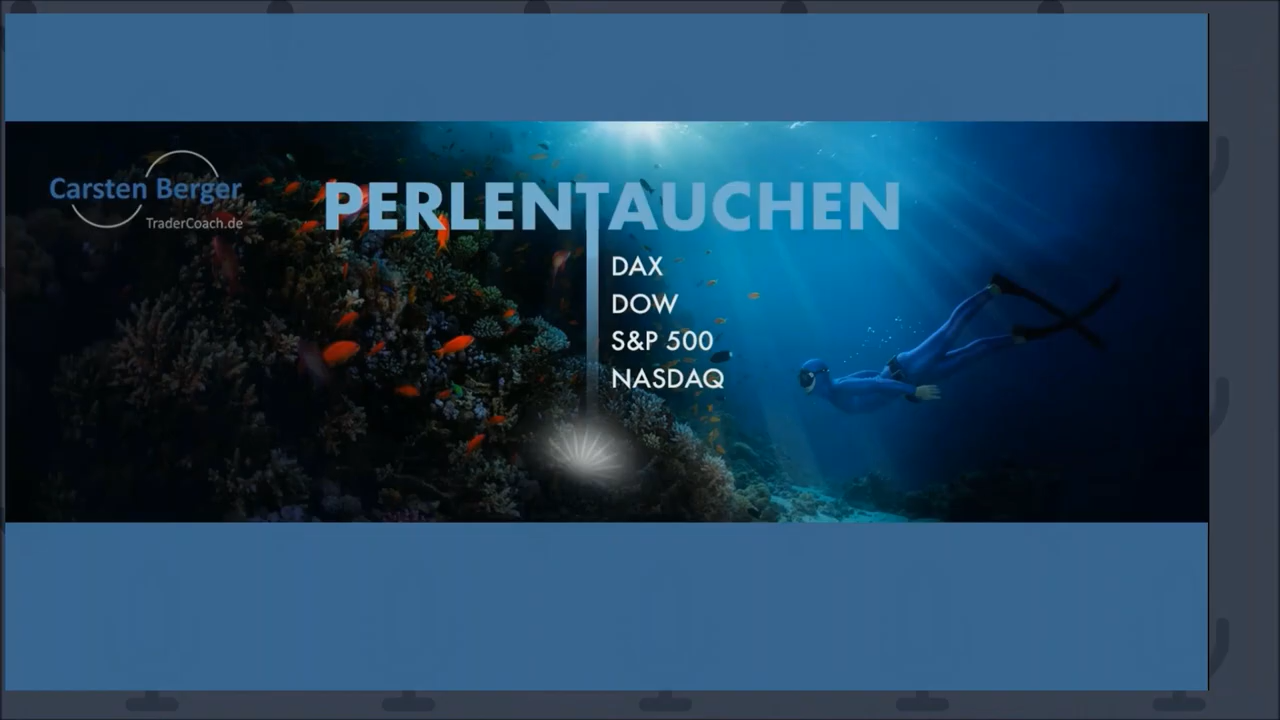 Carsten Berger
TraderCoach.de
PERLENTAUCHEN
DAX
DOW
S&P 500
NASDAQ